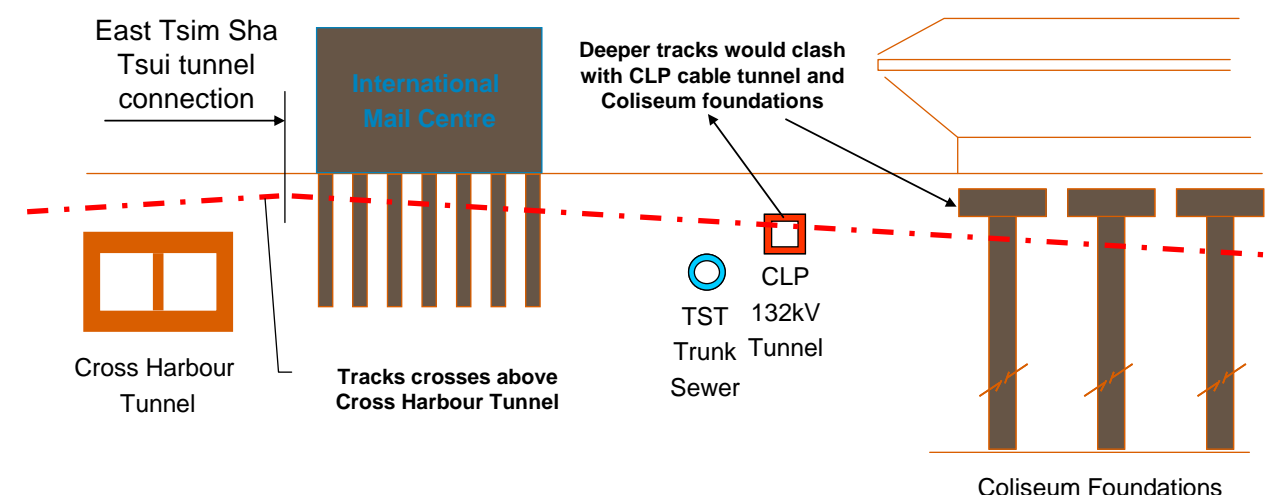 East Tsim Sha
Tsui tunnel
connection
International
Mail Centre
Deeper tracks would clash
with CLP cable tunnel and
Coliseum foundations
Cross Harbour
Tunnel
Tracks crosses above
Cross Harbour Tunnel
TST
Trunk
Sewer
CLP
132kV
Tunnel
Coliseum Foundations